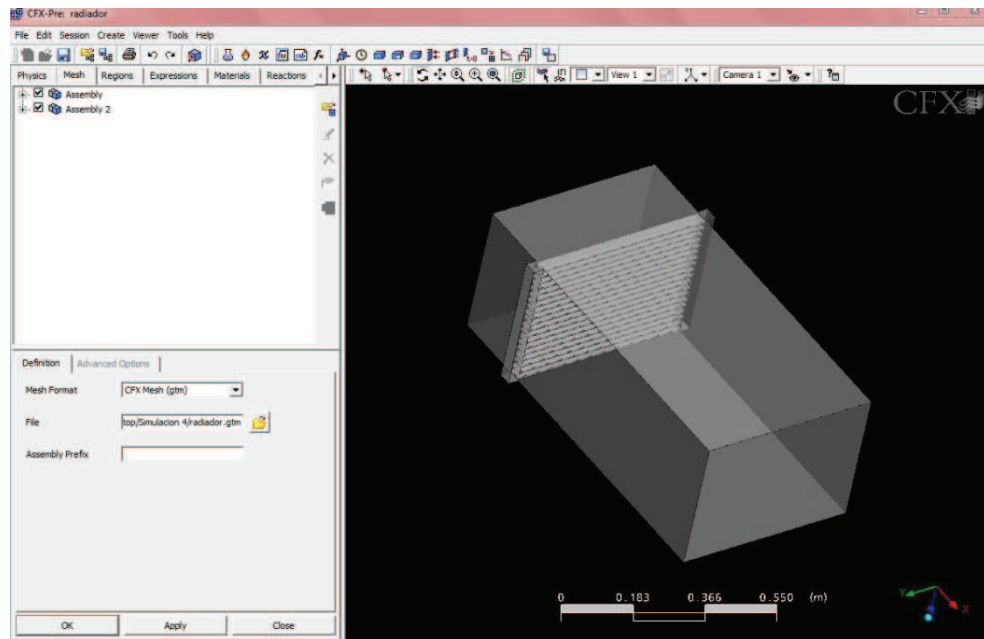 CFX-Pre: radiador
File Edit Session Create Viewer Tools Help
Physics Mesh Regions Expressions Materials Reactions
View 1 Camera 1
Assembly
Assembly 2
CFX
Definition Advanced Options
Mesh Format CFX Mesh (gtm)
File top/Simulacion 4/radiador.gtm
Assembly Prefix
OK Apply Close
0 0.183 0.366 0.550 (m)
Y X